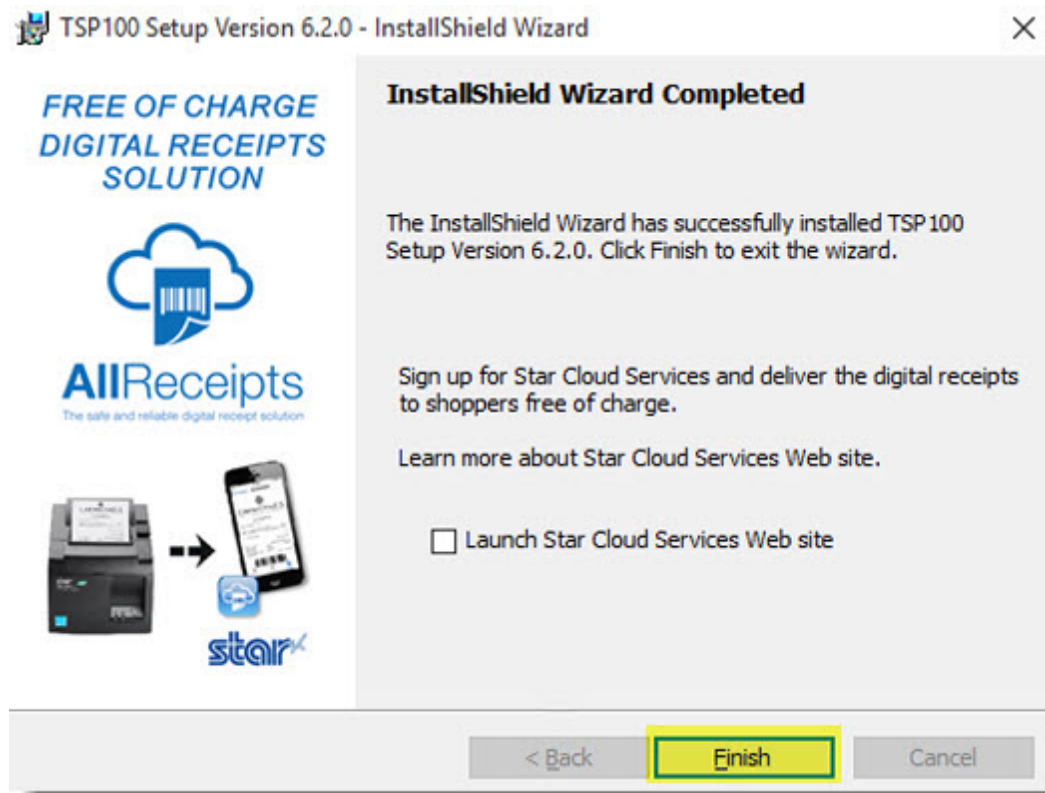 TSP100 Setup Version 6.2.0 - InstallShield Wizard
FREE OF CHARGE
DIGITAL RECEIPTS
SOLUTION
AllReceipts
The safe and reliable digital receipt solution
star
InstallShield Wizard Completed
The InstallShield Wizard has successfully installed TSP100
Setup Version 6.2.0. Click Finish to exit the wizard.
Sign up for Star Cloud Services and deliver the digital receipts
to shoppers free of charge.
Learn more about Star Cloud Services Web site.
Launch Star Cloud Services Web site
< Back
Finish
Cancel